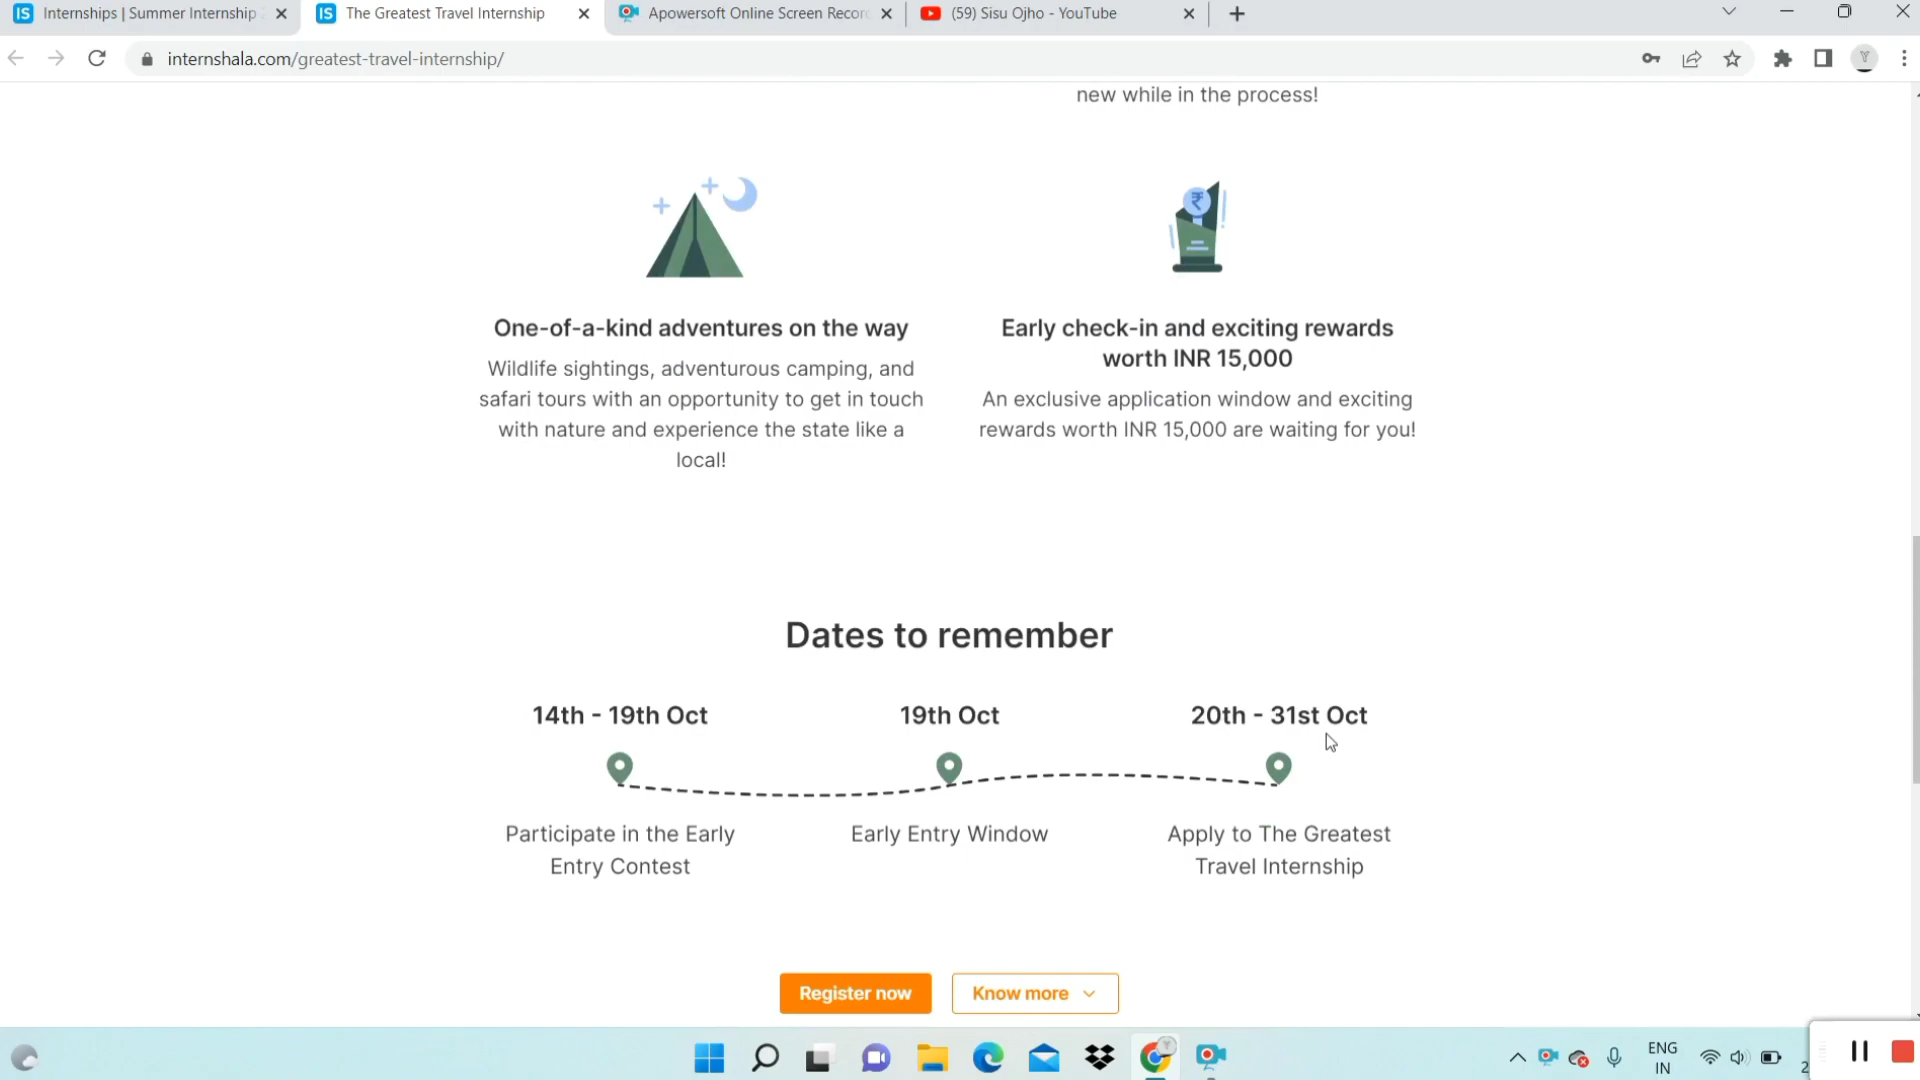 IS Internships | Summer Internship
IS The Greatest Travel Internship
Apowersoft Online Screen Recor
(59) Sisu Ojho - YouTube
internshala.com/greatest-travel-internship/
Y
new while in the process!
₹
One-of-a-kind adventures on the way
Wildlife sightings, adventurous camping, and
safari tours with an opportunity to get in touch
with nature and experience the state like a
local!
Early check-in and exciting rewards
worth INR 15,000
An exclusive application window and exciting
rewards worth INR 15,000 are waiting for you!
Dates to remember
14th - 19th Oct
19th Oct
20th - 31st Oct
Participate in the Early
Entry Contest
Early Entry Window
Apply to The Greatest
Travel Internship
Register now
Know more
ENG
IN
2